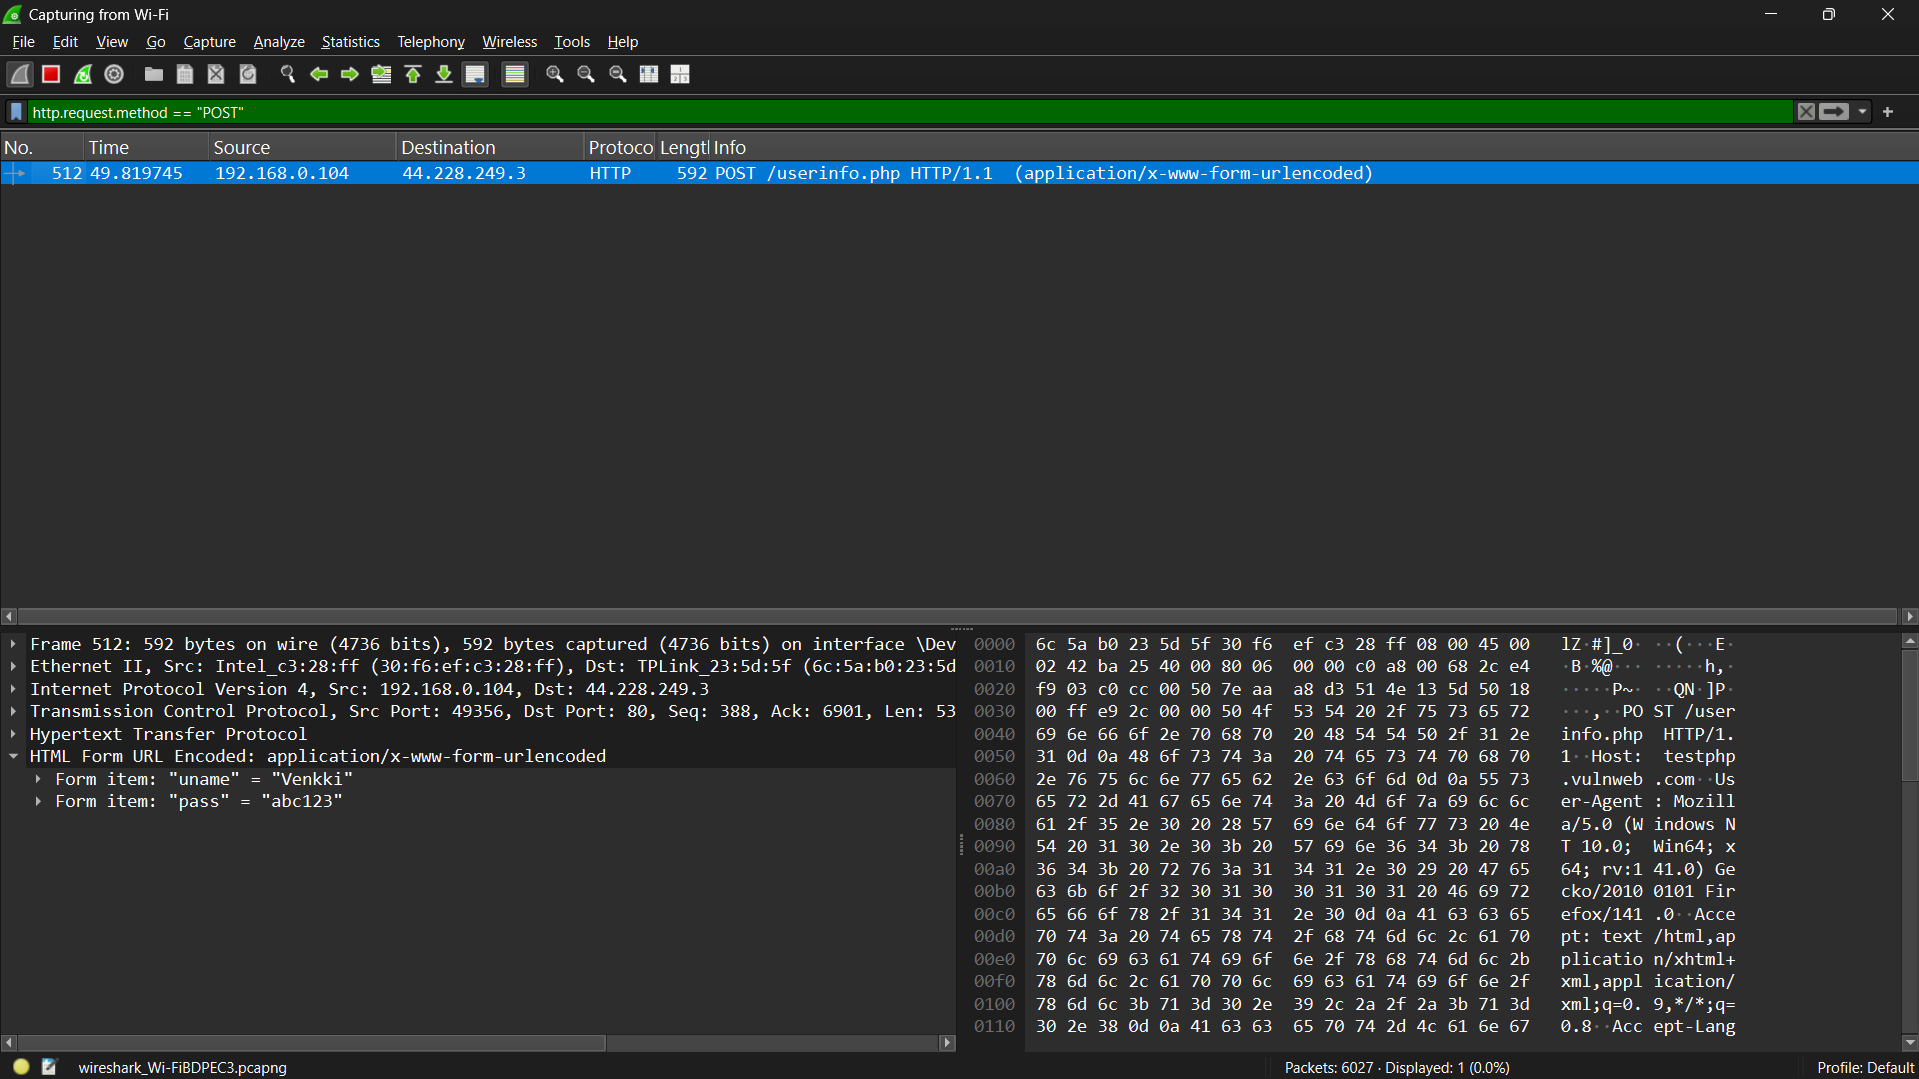 Capturing from Wi-Fi
File Edit View Go Capture Analyze Statistics Telephony Wireless Tools Help
http.request.method == "POST"
No. Time Source Destination Protoco Lengtl Info
512 49.819745 192.168.0.104 44.228.249.3 HTTP 592 POST /userinfo.php HTTP/1.1 (application/x-www-form-urlencoded)
Frame 512: 592 bytes on wire (4736 bits), 592 bytes captured (4736 bits) on interface \Dev
Ethernet II, Src: Intel_c3:28:ff (30:f6:ef:c3:28:ff), Dst: TPLink_23:5d:5f (6c:5a:b0:23:5d
Internet Protocol Version 4, Src: 192.168.0.104, Dst: 44.228.249.3
Transmission Control Protocol, Src Port: 49356, Dst Port: 80, Seq: 388, Ack: 6901, Len: 53
Hypertext Transfer Protocol
HTML Form URL Encoded: application/x-www-form-urlencoded
Form item: "uname" = "Venkki"
Form item: "pass" = "abc123"
0000 6c 5a b0 23 5d 5f 30 f6 ef c3 28 ff 08 00 45 00 lZ·#]_0· ··(···E·
0010 02 42 ba 25 40 00 80 06 00 00 c0 a8 00 68 2c e4 ·B·%@··· ·····h,·
0020 f9 03 c0 cc 00 50 7e aa a8 d3 51 4e 13 5d 50 18 ·····P~· ··QN·]P·
0030 00 ff e9 2c 00 00 50 4f 53 54 20 2f 75 73 65 72 ···,··PO ST /user
0040 69 6e 66 6f 2e 70 68 70 20 48 54 54 50 2f 31 2e info.php HTTP/1.
0050 31 0d 0a 48 6f 73 74 3a 20 74 65 73 74 70 68 70 1··Host: testphp
0060 2e 76 75 6c 6e 77 65 62 2e 63 6f 6d 0d 0a 55 73 .vulnweb .com··Us
0070 65 72 2d 41 67 65 6e 74 3a 20 4d 6f 7a 69 6c 6c er-Agent : Mozill
0080 61 2f 35 2e 30 20 28 57 69 6e 64 6f 77 73 20 4e a/5.0 (W indows N
0090 54 20 31 30 2e 30 3b 20 57 69 6e 36 34 3b 20 78 T 10.0; Win64; x
00a0 36 34 3b 20 72 76 3a 31 34 31 2e 30 29 20 47 65 64; rv:1 41.0) Ge
00b0 63 6b 6f 2f 32 30 31 30 30 31 30 31 20 46 69 72 cko/2010 0101 Fir
00c0 65 66 6f 78 2f 31 34 31 2e 30 0d 0a 41 63 63 65 efox/141 .0··Acce
00d0 70 74 3a 20 74 65 78 74 2f 68 74 6d 6c 2c 61 70 pt: text /html,ap
00e0 70 6c 69 63 61 74 69 6f 6e 2f 78 68 74 6d 6c 2b plicatio n/xhtml+
00f0 78 6d 6c 2c 61 70 70 6c 69 63 61 74 69 6f 6e 2f xml,appl ication/
0100 78 6d 6c 3b 71 3d 30 2e 39 2c 2a 2f 2a 3b 71 3d xml;q=0. 9,*/*;q=
0110 30 2e 38 0d 0a 41 63 63 65 70 74 2d 4c 61 6e 67 0.8··Acc ept-Lang
wireshark_Wi-FiBDPEC3.pcapng Packets: 6027 · Displayed: 1 (0.0%) Profile: Default